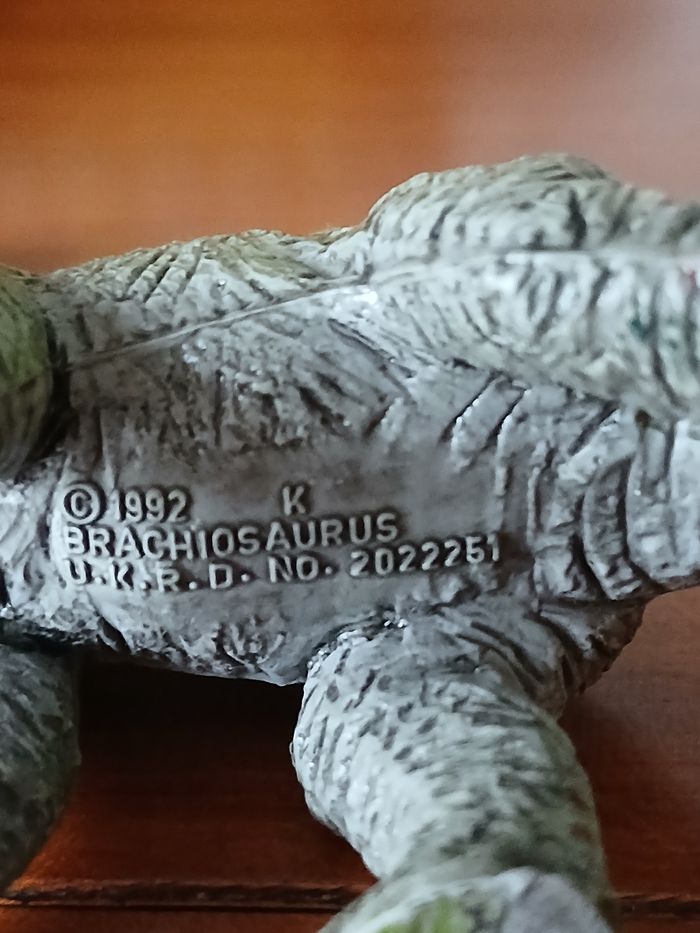 © 1992 K
BRACHIOSAURUS
U.K.R.D. NO. 2022251